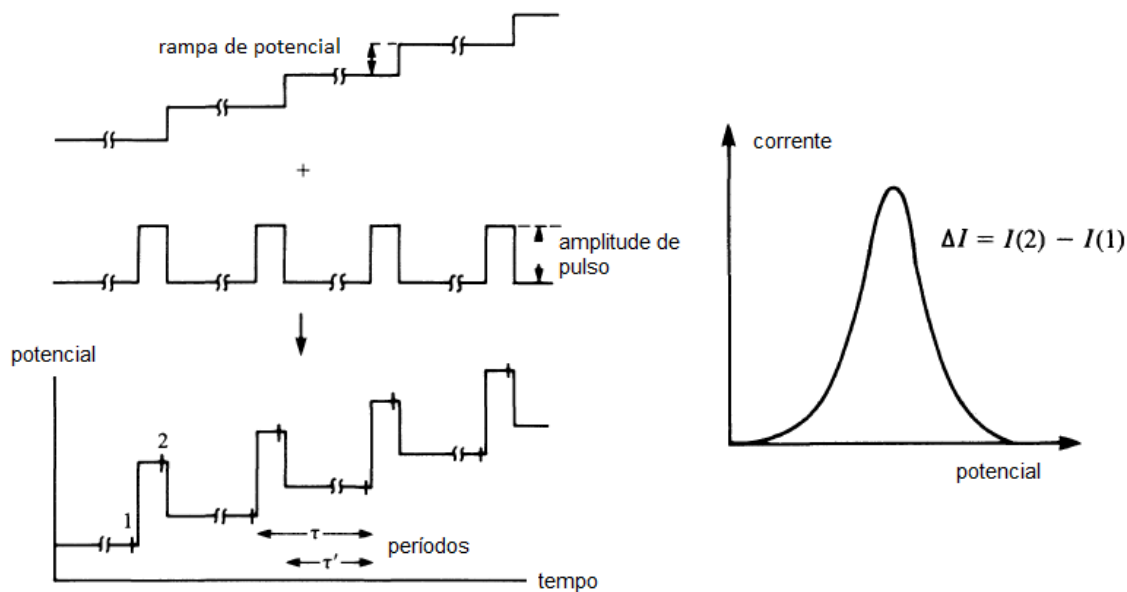 rampa de potencial
+
amplitude de
pulso
potencial
2
1
τ
períodos
τ′
tempo
corrente
ΔI = I(2) − I(1)
potencial